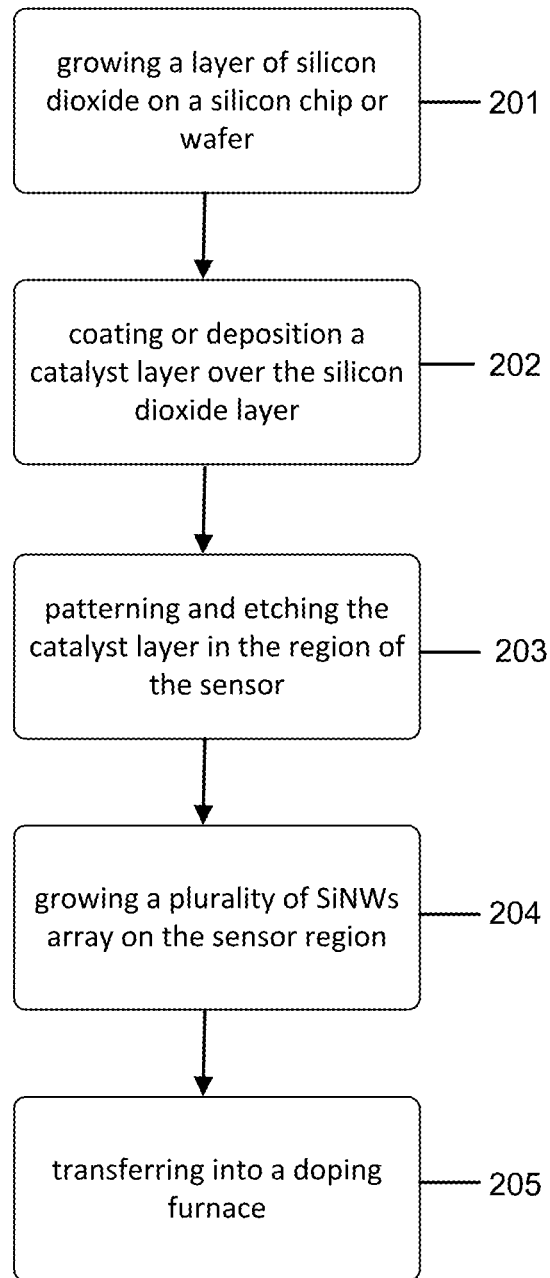 growing a layer of silicon
dioxide on a silicon chip or
wafer
201
coating or deposition a
catalyst layer over the silicon
dioxide layer
202
patterning and etching the
catalyst layer in the region of
the sensor
203
growing a plurality of SiNWs
array on the sensor region
204
transferring into a doping
furnace
205